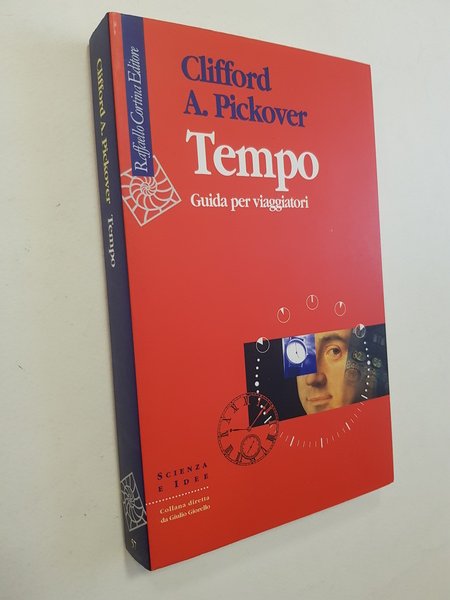 Raffaello Cortina Editore
Clifford
A. Pickover
Tempo
Guida per viaggiatori
SCIENZA
E IDEE
Collana diretta
da Giulio Giorello
Clifford A. Pickover Tempo
57